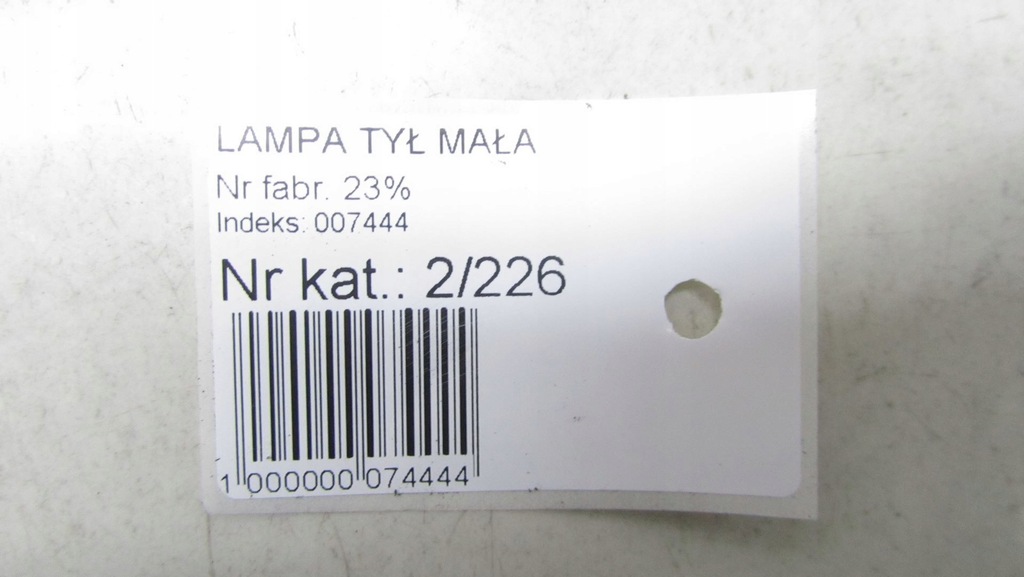 LAMPA TYŁ MAŁA
Nr fabr. 23%
Indeks: 007444
Nr kat.: 2/226
1 000000 074444